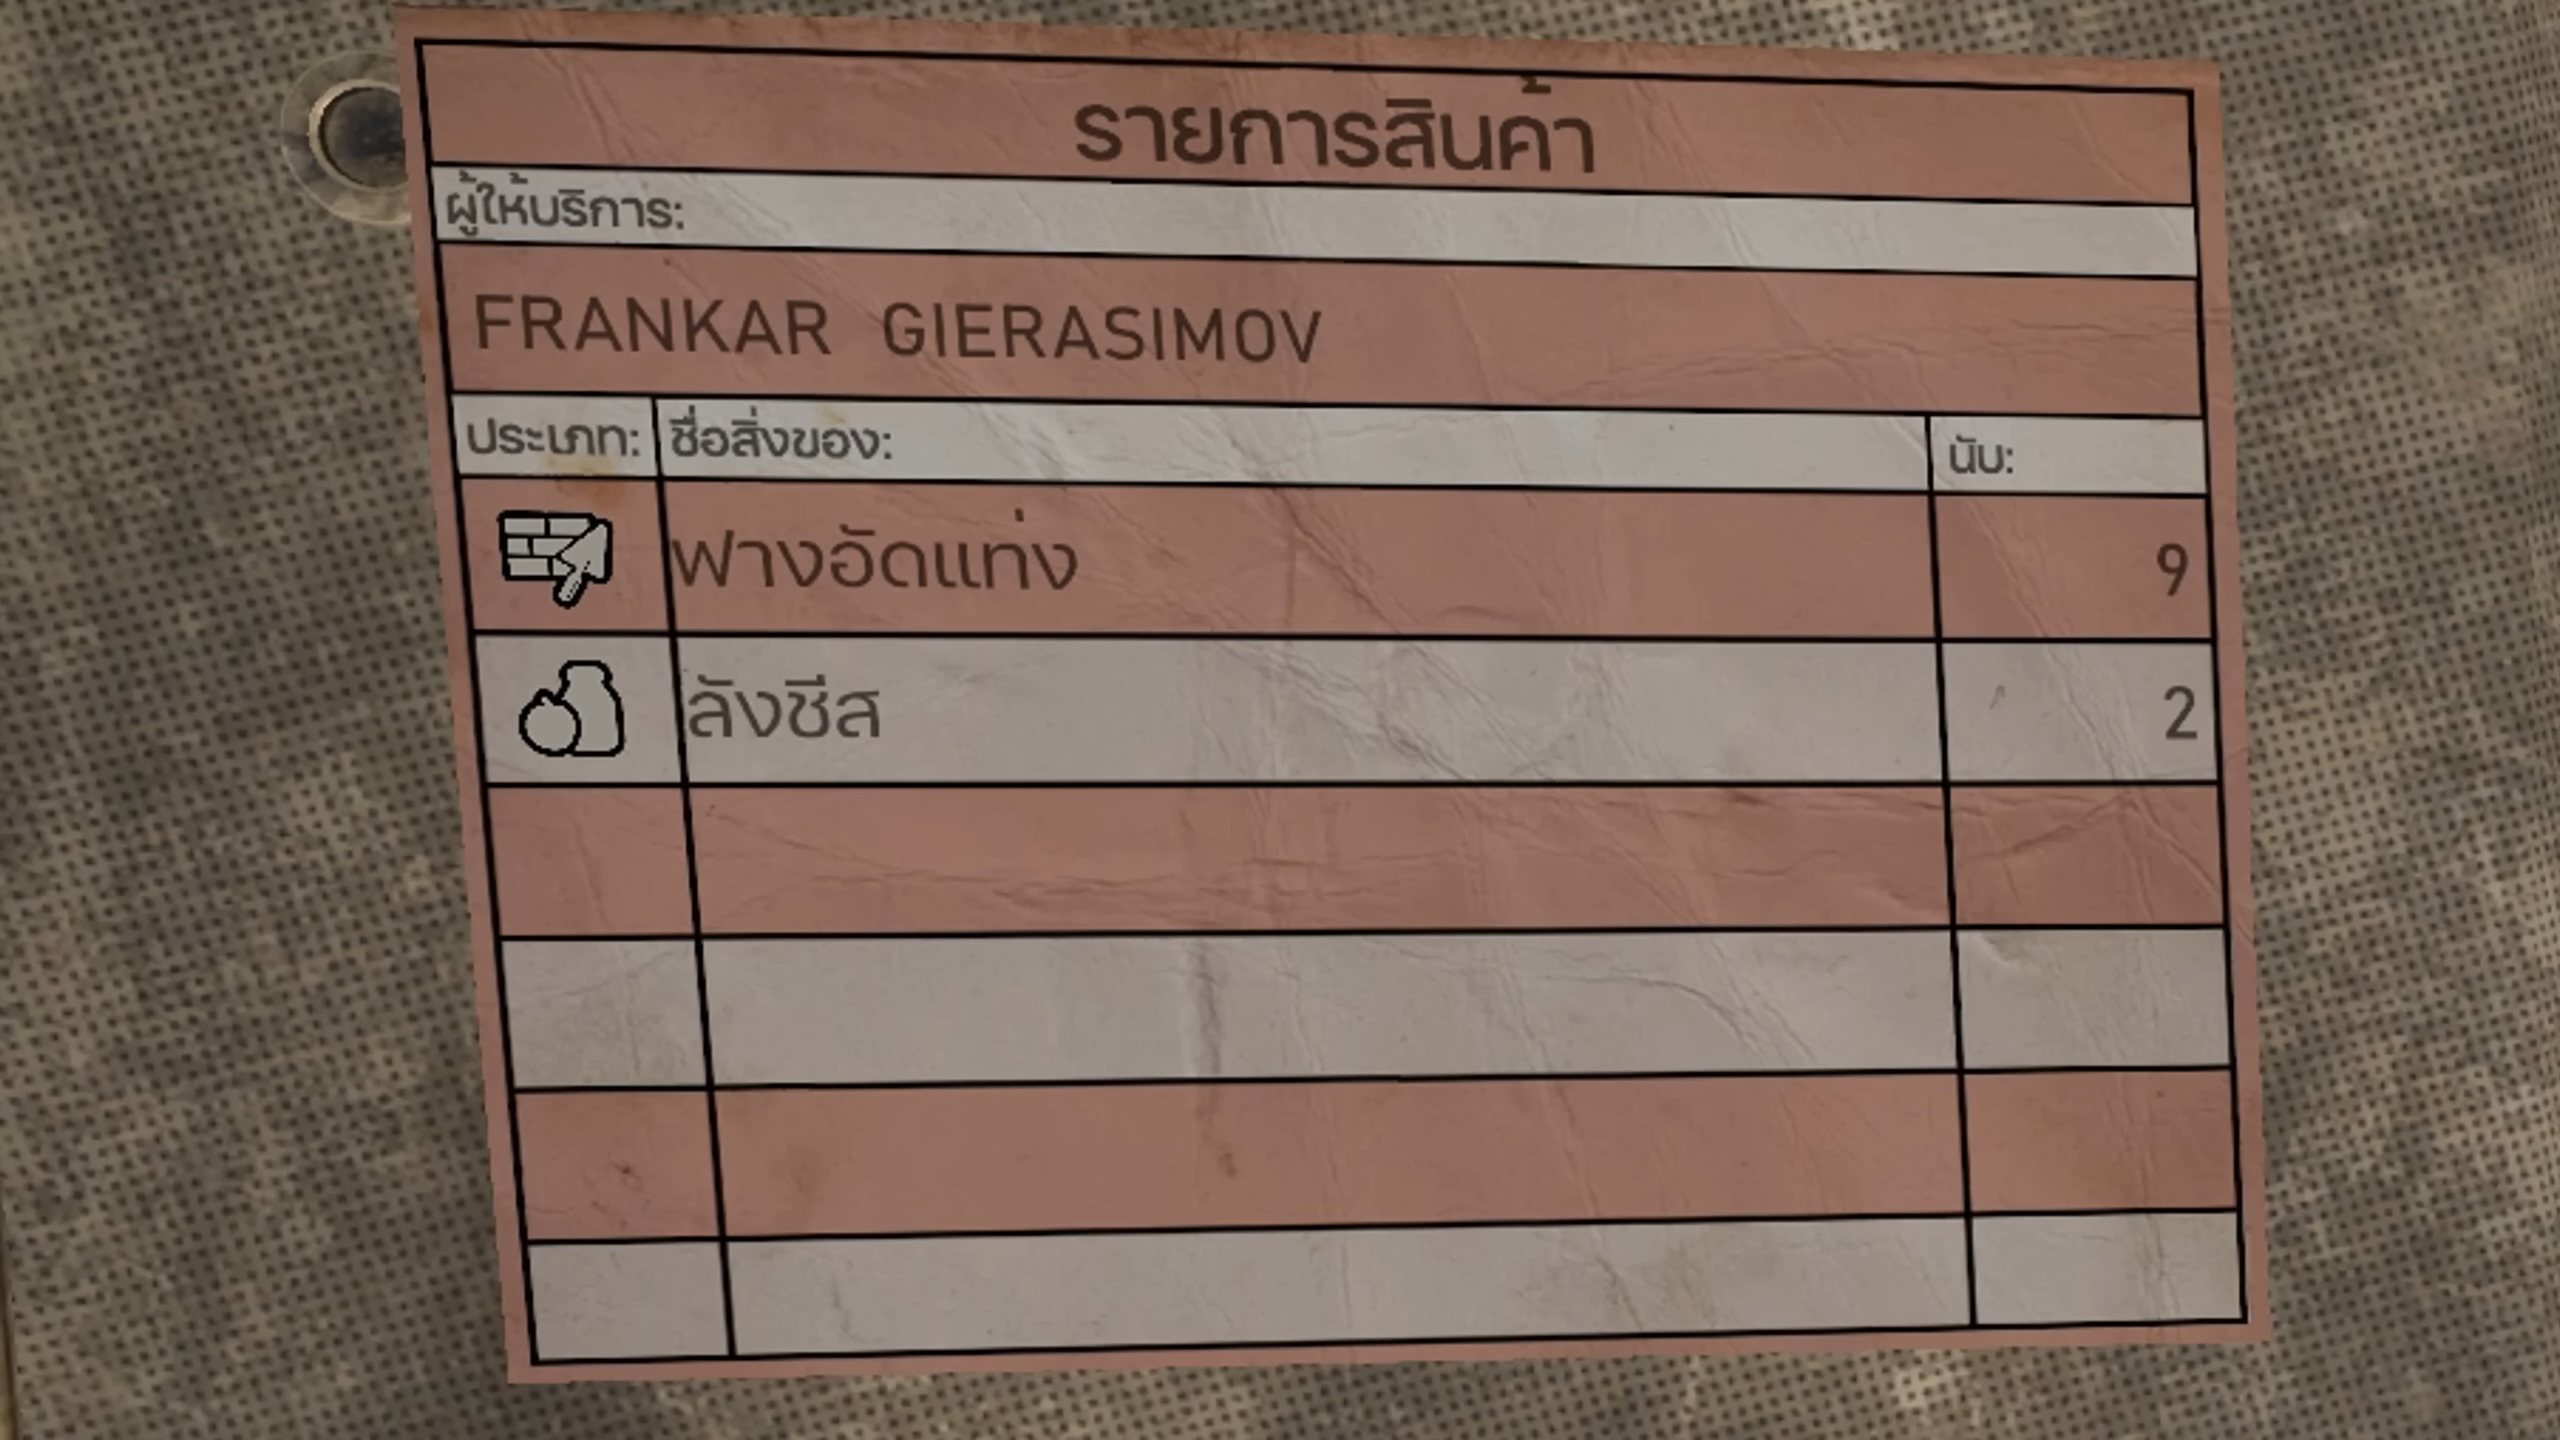 รายการสินค้า
ผู้ให้บริการ:
FRANKAR GIERASIMOV
ประเภท: ชื่อสิ่งของ: นับ:
ฟางอัดแท่ง 9
ลังชีส 2